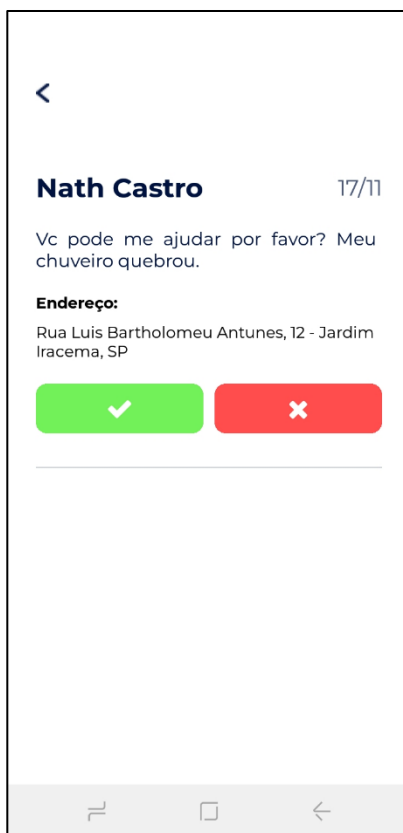 Nath Castro 17/11
Vc pode me ajudar por favor? Meu
chuveiro quebrou.
Endereço:
Rua Luis Bartholomeu Antunes, 12 - Jardim
Iracema, SP